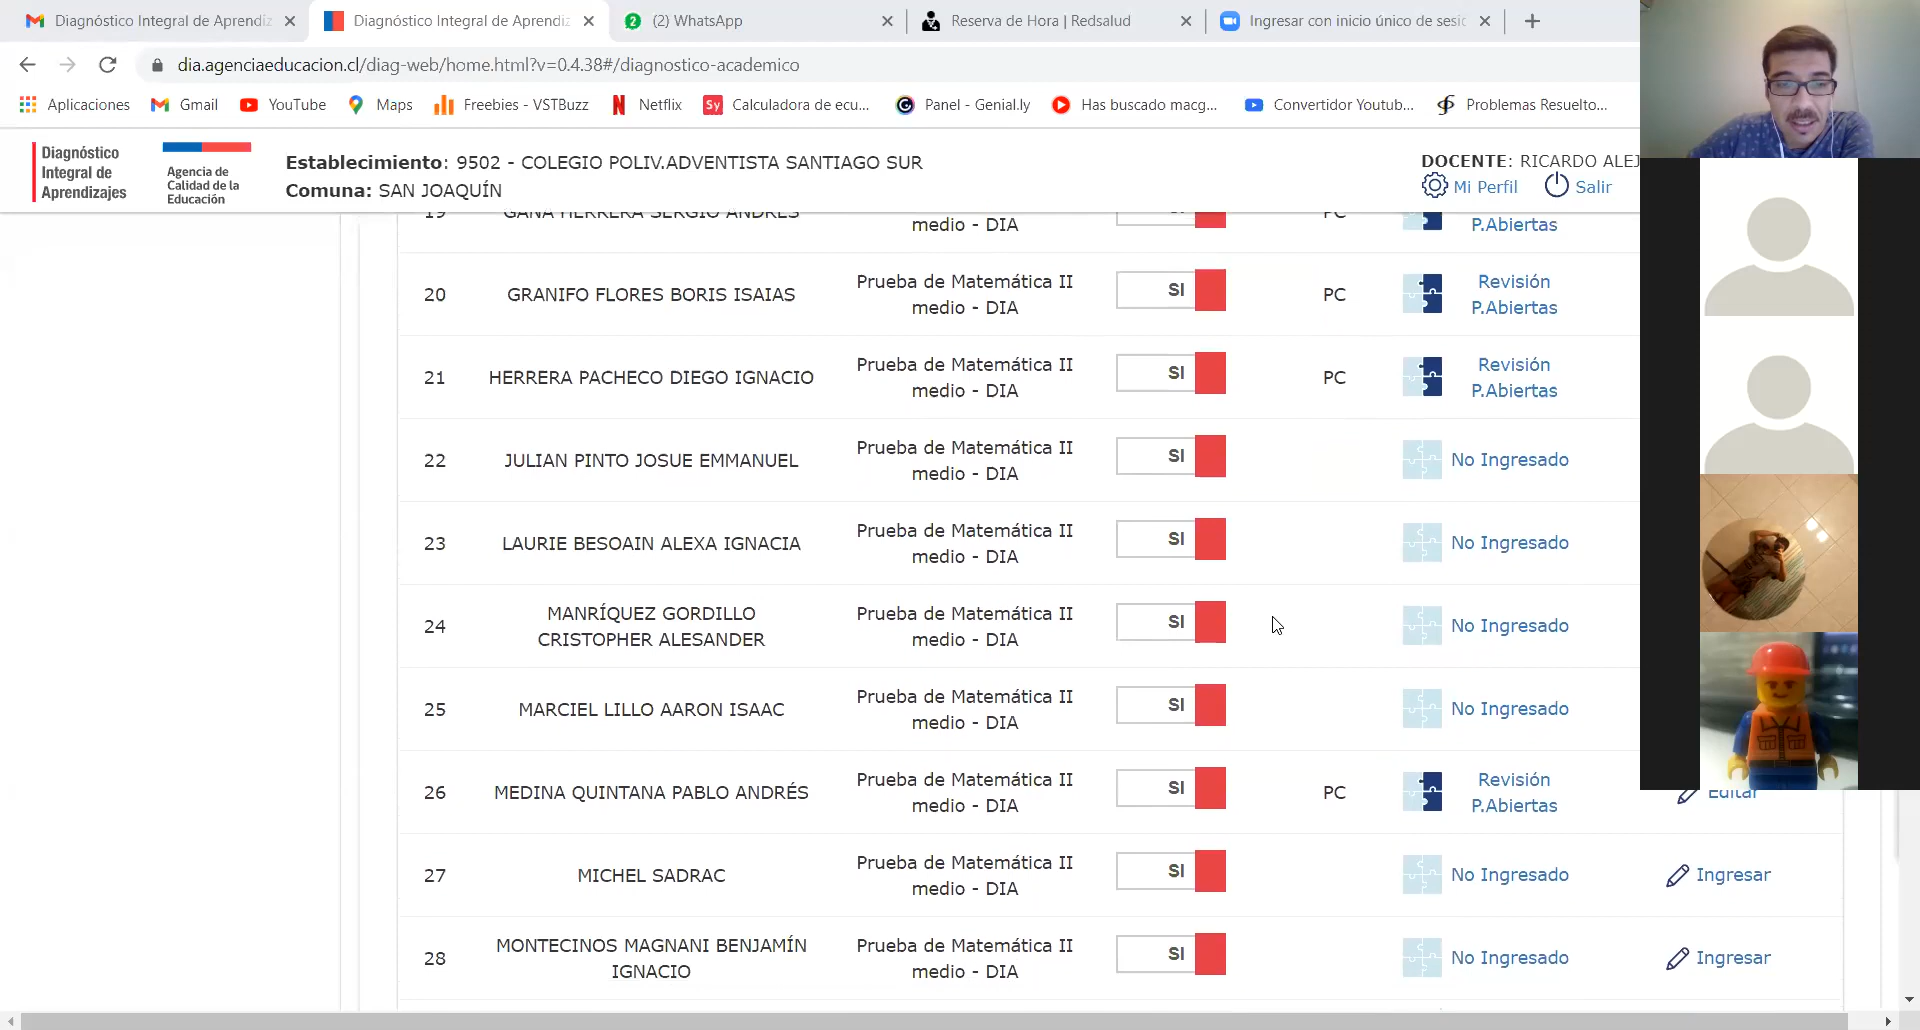 Diagnóstico Integral de Aprendiz
Diagnóstico Integral de Aprendiz
(2) WhatsApp
Reserva de Hora | Redsalud
Ingresar con inicio único de sesi
dia.agenciaeducacion.cl/diag-web/home.html?v=0.4.38#/diagnostico-academico
Aplicaciones
Gmail
YouTube
Maps
Freebies - VSTBuzz
Netflix
Sy
Calculadora de ecu...
Panel - Genial.ly
Has buscado macg...
Convertidor Youtub...
Problemas Resuelto...
Diagnóstico
Integral de
Aprendizajes
Agencia de
Calidad de la
Educación
Establecimiento: 9502 - COLEGIO POLIV.ADVENTISTA SANTIAGO SUR
Comuna: SAN JOAQUÍN
DOCENTE: RICARDO ALEJ
Mi Perfil
Salir
19 GANA HERRERA SERGIO ANDRÉS
medio - DIA
SI
PC
P.Abiertas
20 GRANIFO FLORES BORIS ISAIAS
Prueba de Matemática II
medio - DIA
SI
PC
Revisión
P.Abiertas
21 HERRERA PACHECO DIEGO IGNACIO
Prueba de Matemática II
medio - DIA
SI
PC
Revisión
P.Abiertas
22 JULIAN PINTO JOSUE EMMANUEL
Prueba de Matemática II
medio - DIA
SI
No Ingresado
23 LAURIE BESOAIN ALEXA IGNACIA
Prueba de Matemática II
medio - DIA
SI
No Ingresado
24 MANRÍQUEZ GORDILLO
CRISTOPHER ALESANDER
Prueba de Matemática II
medio - DIA
SI
No Ingresado
25 MARCIEL LILLO AARON ISAAC
Prueba de Matemática II
medio - DIA
SI
No Ingresado
26 MEDINA QUINTANA PABLO ANDRÉS
Prueba de Matemática II
medio - DIA
SI
PC
Revisión
P.Abiertas
Editar
27 MICHEL SADRAC
Prueba de Matemática II
medio - DIA
SI
No Ingresado
Ingresar
28 MONTECINOS MAGNANI BENJAMÍN
IGNACIO
Prueba de Matemática II
medio - DIA
SI
No Ingresado
Ingresar